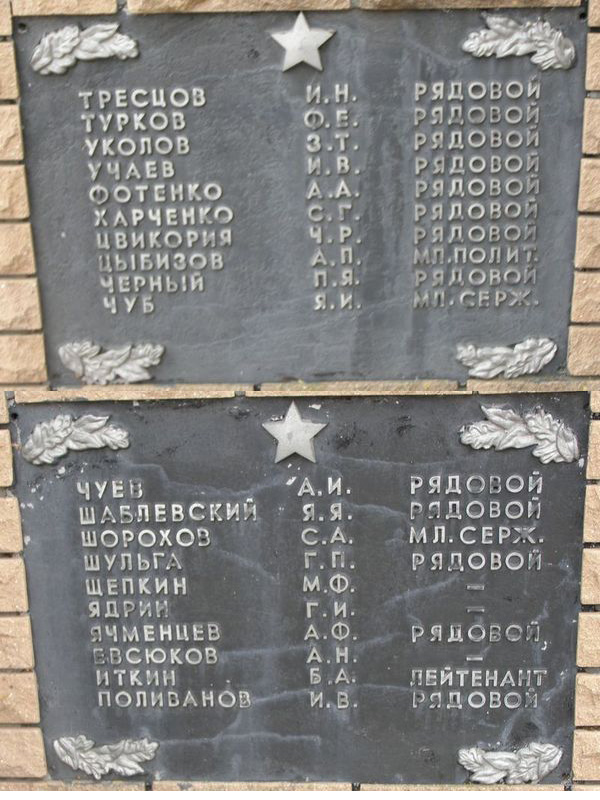 ТРЕСЦОВ И.Н. РЯДОВОЙ
ТУРКОВ Ф.Е. РЯДОВОЙ
УКОЛОВ З.Т. РЯДОВОЙ
УЧАЕВ И.В. РЯДОВОЙ
ФОТЕНКО А.А. РЯДОВОЙ
ХАРЧЕНКО С.Г. РЯДОВОЙ
ЦВИКОРИЯ Ч.Р. РЯДОВОЙ
ЦЫБИЗОВ А.П. МЛ.ПОЛИТ.
ЧЕРНЫЙ П.Я. РЯДОВОЙ
ЧУБ Я.И. МЛ.СЕРЖ.
ЧУЕВ А.И. РЯДОВОЙ
ШАБЛЕВСКИЙ Я.Я. РЯДОВОЙ
ШОРОХОВ С.А. МЛ.СЕРЖ.
ШУЛЬГА Г.П. РЯДОВОЙ
ЩЕПКИН М.Ф. –
ЯДРИН Г.И. –
ЯЧМЕНЦЕВ А.Ф. РЯДОВОЙ
ЕВСЮКОВ А.Н. –
ИТКИН Б.А. ЛЕЙТЕНАНТ
ПОЛИВАНОВ И.В. РЯДОВОЙ